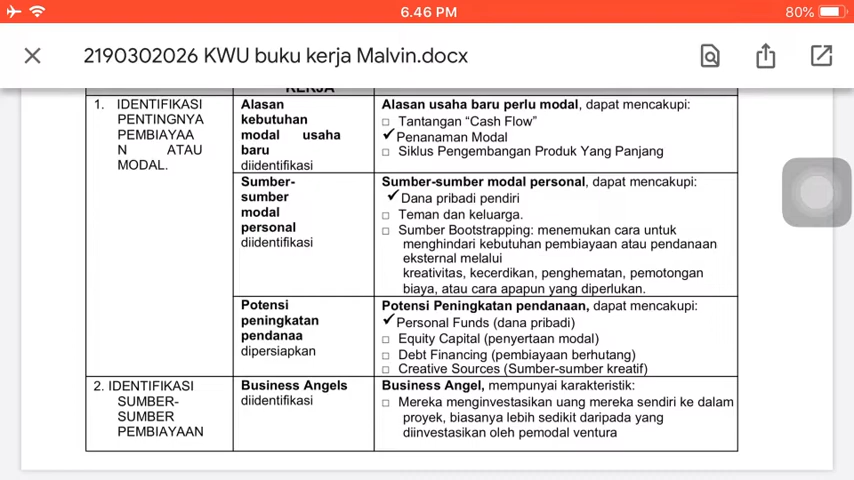 6.46 PM
80%
2190302026 KWU buku kerja Malvin.docx
KERJA
1. IDENTIFIKASI
PENTINGNYA
PEMBIAYAA
N ATAU
MODAL.
Alasan
kebutuhan
modal usaha
baru
diidentifikasi
Alasan usaha baru perlu modal, dapat mencakupi:
□ Tantangan “Cash Flow”
✓Penanaman Modal
□ Siklus Pengembangan Produk Yang Panjang
Sumber-
sumber
modal
personal
diidentifikasi
Sumber-sumber modal personal, dapat mencakupi:
✓Dana pribadi pendiri
□ Teman dan keluarga.
□ Sumber Bootstrapping: menemukan cara untuk
menghindari kebutuhan pembiayaan atau pendanaan
eksternal melalui
kreativitas, kecerdikan, penghematan, pemotongan
biaya, atau cara apapun yang diperlukan.
Potensi
peningkatan
pendanaa
dipersiapkan
Potensi Peningkatan pendanaan, dapat mencakupi:
✓Personal Funds (dana pribadi)
□ Equity Capital (penyertaan modal)
□ Debt Financing (pembiayaan berhutang)
□ Creative Sources (Sumber-sumber kreatif)
2. IDENTIFIKASI
SUMBER-
SUMBER
PEMBIAYAAN
Business Angels
diidentifikasi
Business Angel, mempunyai karakteristik:
□ Mereka menginvestasikan uang mereka sendiri ke dalam
proyek, biasanya lebih sedikit daripada yang
diinvestasikan oleh pemodal ventura